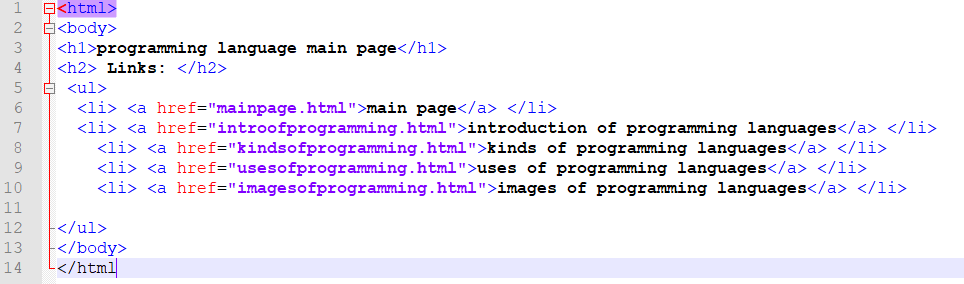 1 <html>
2 <body>
3 <h1>programming language main page</h1>
4 <h2> Links: </h2>
5 <ul>
6 <li> <a href="mainpage.html">main page</a> </li>
7 <li> <a href="introofprogramming.html">introduction of programming languages</a> </li>
8 <li> <a href="kindsofprogramming.html">kinds of programming languages</a> </li>
9 <li> <a href="usesofprogramming.html">uses of programming languages</a> </li>
10 <li> <a href="imagesofprogramming.html">images of programming languages</a> </li>
11
12 </ul>
13 </body>
14 </html